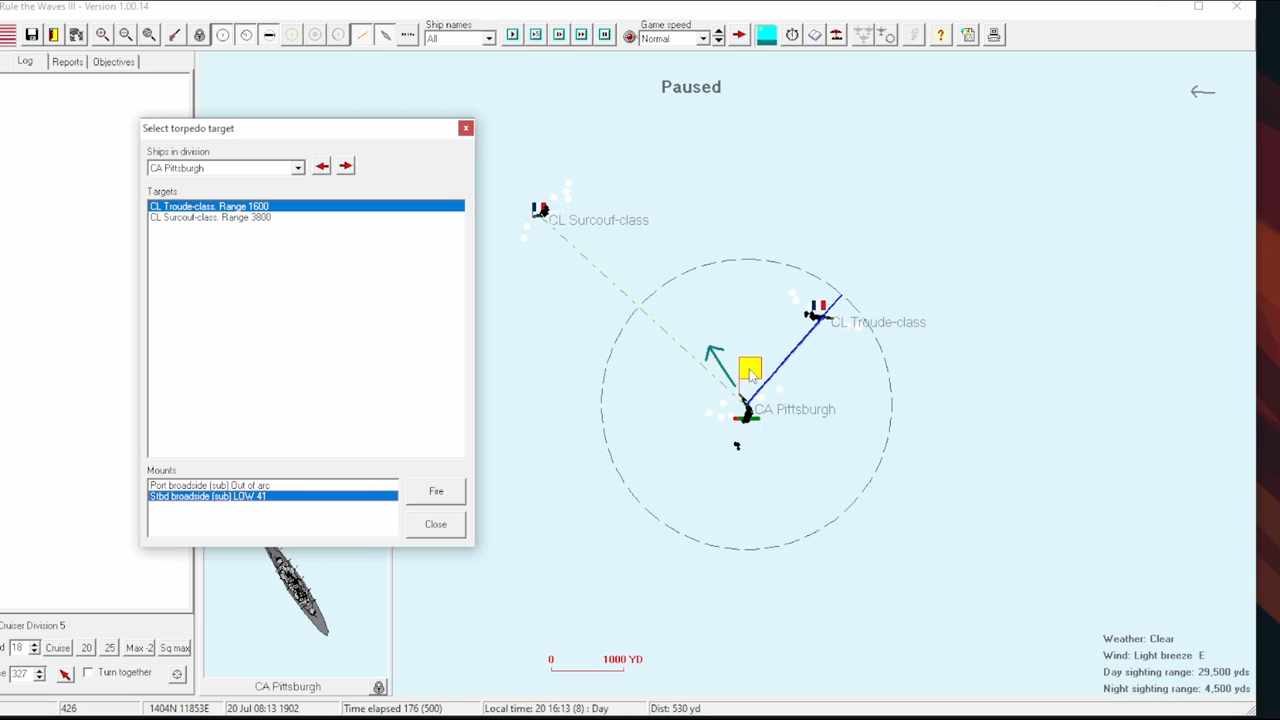 Rule the Waves III - Version 1.00.14
Ship names
All
Game speed
Normal
Log
Reports
Objectives
Paused
Select torpedo target
Ships in division
CA Pittsburgh
Targets
CL Troude-class. Range 1600
CL Surcouf-class. Range 3800
Mounts
Port broadside (sub) Out of arc
Stbd broadside (sub) LOW 41
Fire
Close
CL Surcouf-class
CL Troude-class
CA Pittsburgh
0 1000 YD
Weather: Clear
Wind: Light breeze E
Day sighting range: 29,500 yds
Night sighting range: 4,500 yds
Cruiser Division 5
18 Cruise 20 25 Max -2 Sq max
327 Turn together
CA Pittsburgh
426 1404N 11853E 20 Jul 08:13 1902 Time elapsed 176 (500) Local time: 20 16:13 (8) : Day Dist: 530 yd